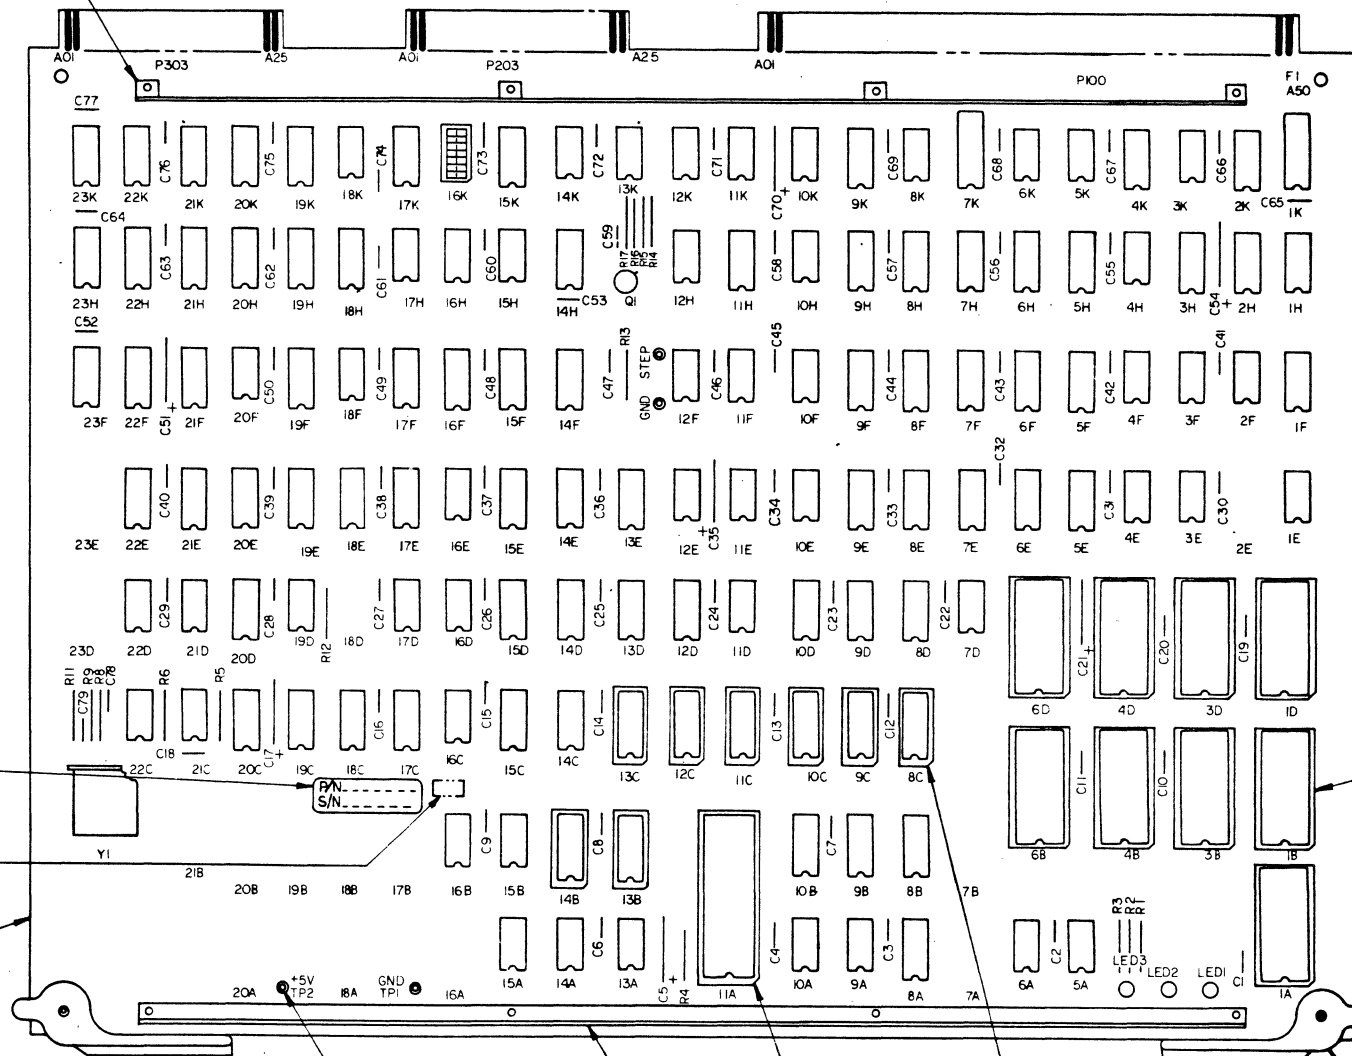 A01 P303 A25 A01 P203 A25 A01 P100 F1 A50
C77
C76 C75 C74 C73 C72 C71 C69 C68 C67 C66
23K 22K 21K 20K 19K 18K 17K 16K 15K 14K 13K 12K 11K C70 + 10K 9K 8K 7K 6K 5K 4K 3K 2K C65 1K
C64
C63 C62 C61 C60 C59 R17 R16 R15 R14 C58 C57 C56 C55 C54 +
23H 22H 21H 20H 19H 18H 17H 16H 15H 14H C53 Q1 12H 11H 10H 9H 8H 7H 6H 5H 4H 3H 2H 1H
C52
C51 + C50 C49 C48 C47 R13 STEP GND C46 C45 C44 C43 C42 C41
23F 22F 21F 20F 19F 18F 17F 16F 15F 14F 12F 11F 10F 9F 8F 7F 6F 5F 4F 3F 2F 1F
C40 C39 C38 C37 C36 + C35 C34 C33 C32 C31 C30
23E 22E 21E 20E 19E 18E 17E 16E 15E 14E 13E 12E 11E 10E 9E 8E 7E 6E 5E 4E 3E 2E 1E
C29 C28 R12 C27 C26 C25 C24 C23 C22 C21 + C20 C19
23D 22D 21D 20D 19D 18D 17D 16D 15D 14D 13D 12D 11D 10D 9D 8D 7D 6D 4D 3D 1D
R11 C79 R9 R8 C78 R6 C18 R5 C17 + C16 C15 C14 C13 C12 C11 C10
22C 21C 20C 19C 18C 17C 16C 15C 14C 13C 12C 11C 10C 9C 8C
P/N
S/N
Y1
C9 C8 C7
21B 20B 19B 18B 17B 16B 15B 14B 13B 10B 9B 8B 7B 6B 4B 3B 1B
C6 C5 + R4 C4 C3 C2 R3 R2 R1 C1
LED3 LED2 LED1
20A +5V TP2 18A GND TP1 16A 15A 14A 13A 11A 10A 9A 8A 7A 6A 5A 1A